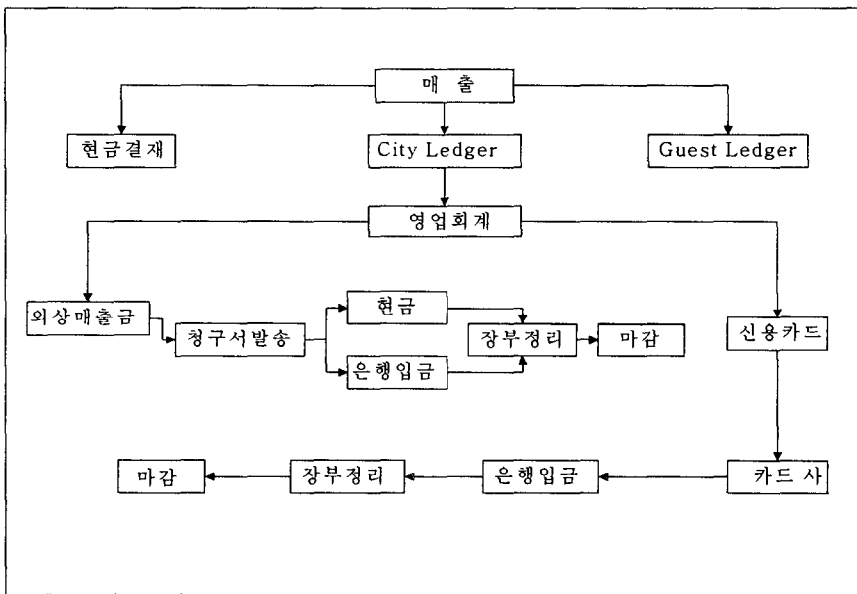 매 출
현금결재
City Ledger
Guest Ledger
영업회계
외상매출금
청구서발송
현금
은행입금
장부정리
마감
신용카드
마감
장부정리
은행입금
카드 사